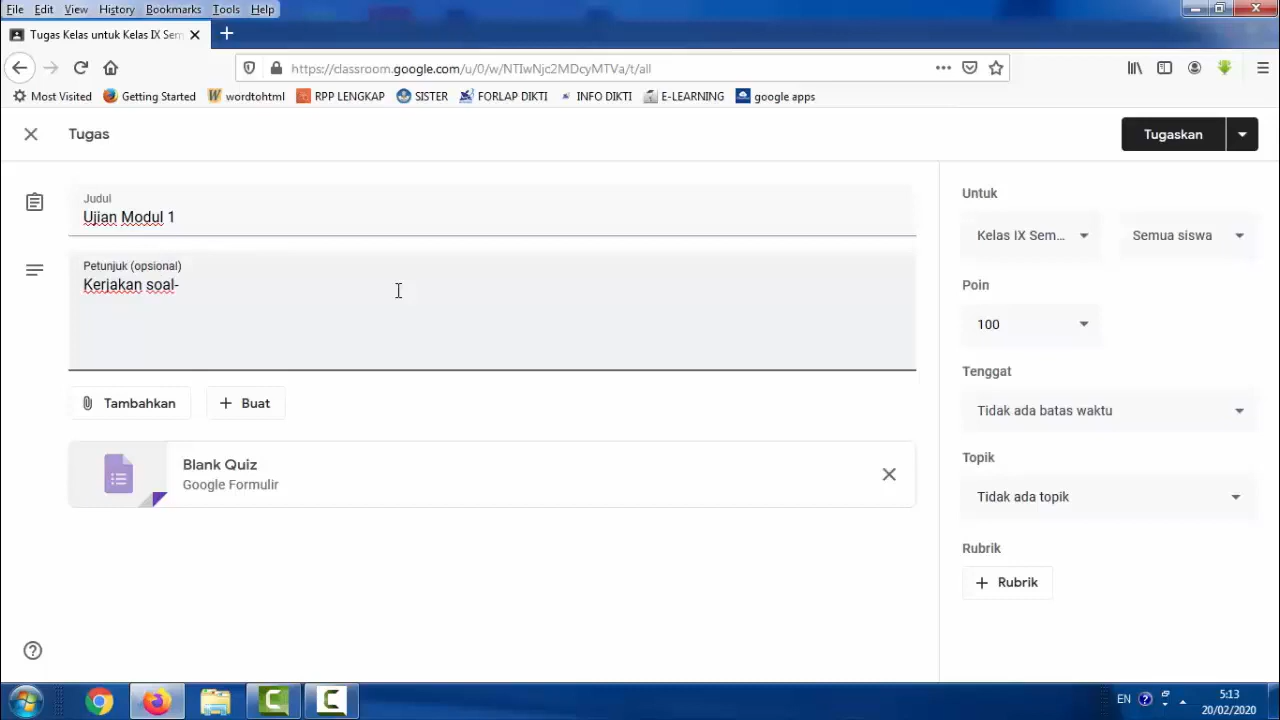 File Edit View History Bookmarks Tools Help
Tugas Kelas untuk Kelas IX Sem
https://classroom.google.com/u/0/w/NTIwNjc2MDcyMTVa/t/all
Most Visited Getting Started wordtohtml RPP LENGKAP SISTER FORLAP DIKTI INFO DIKTI E-LEARNING google apps
Tugas
Tugaskan
Judul
Ujian Modul 1
Petunjuk (opsional)
Kerjakan soal-
Tambahkan
Buat
Blank Quiz
Google Formulir
Untuk
Kelas IX Sem...
Semua siswa
Poin
100
Tenggat
Tidak ada batas waktu
Topik
Tidak ada topik
Rubrik
+ Rubrik
EN
5:13
20/02/2020